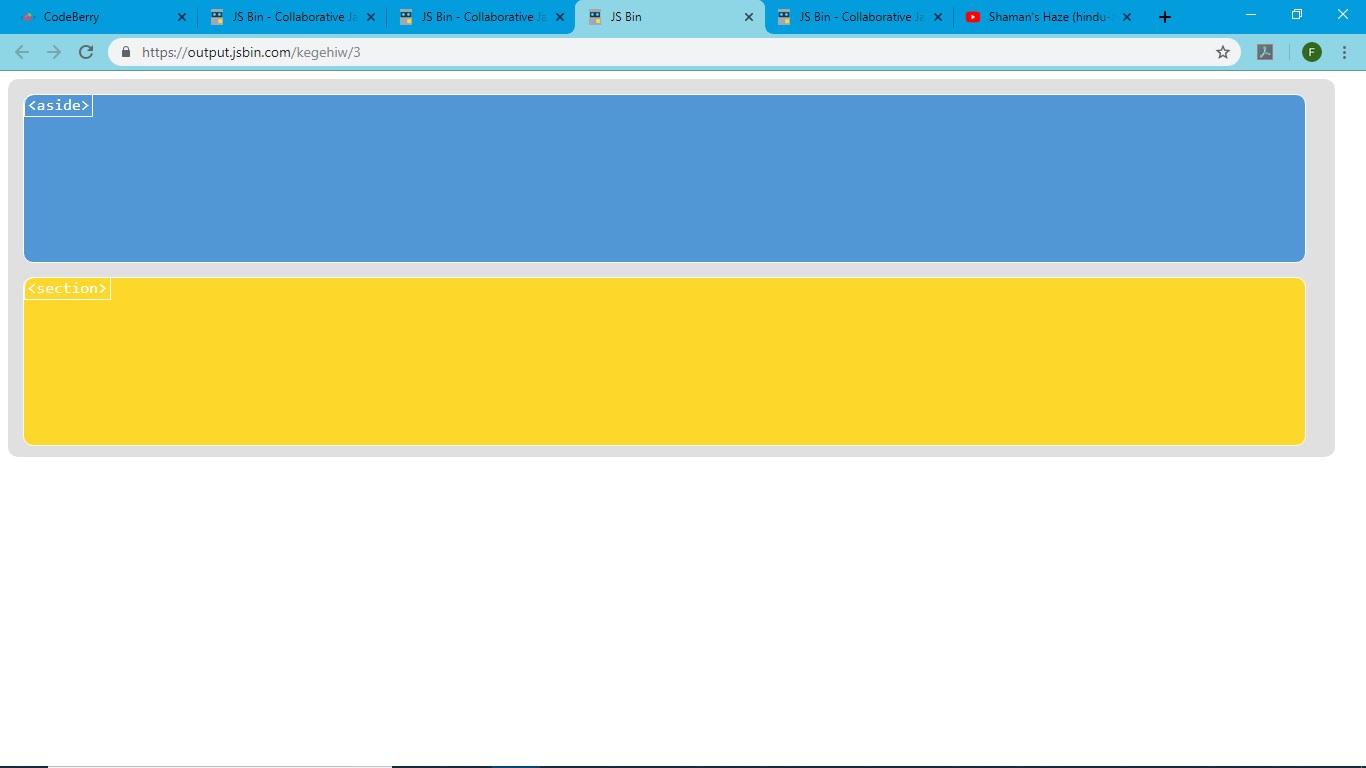 CodeBerry
JS Bin - Collaborative Ja
JS Bin - Collaborative Ja
JS Bin
JS Bin - Collaborative Ja
Shaman's Haze (hindu-
https://output.jsbin.com/kegehiw/3
F
<aside>
<section>